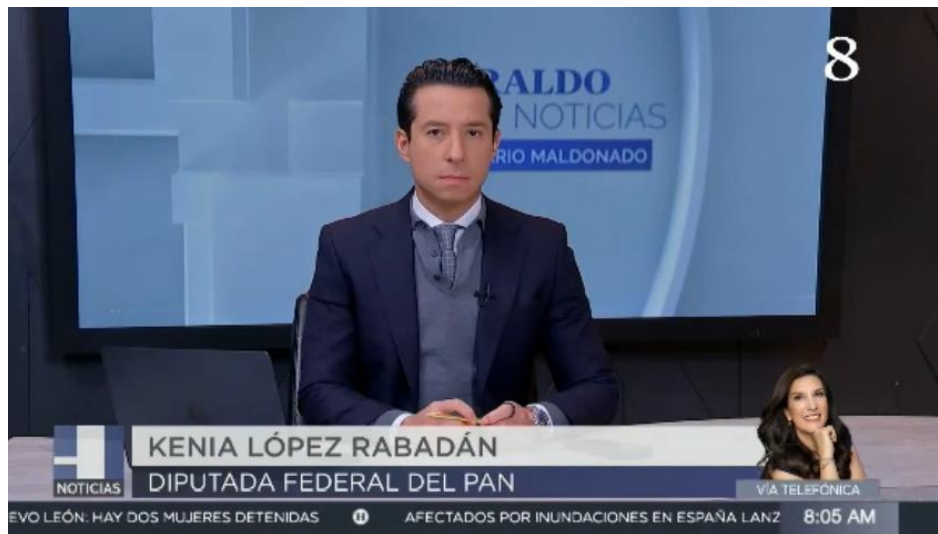 8
RALDO
NOTICIAS
RIO MALDONADO
KENIA LÓPEZ RABADÁN
NOTICIAS
DIPUTADA FEDERAL DEL PAN
VÍA TELEFÓNICA
EVO LEÓN: HAY DOS MUJERES DETENIDAS AFECTADOS POR INUNDACIONES EN ESPAÑA LANZ 8:05 AM